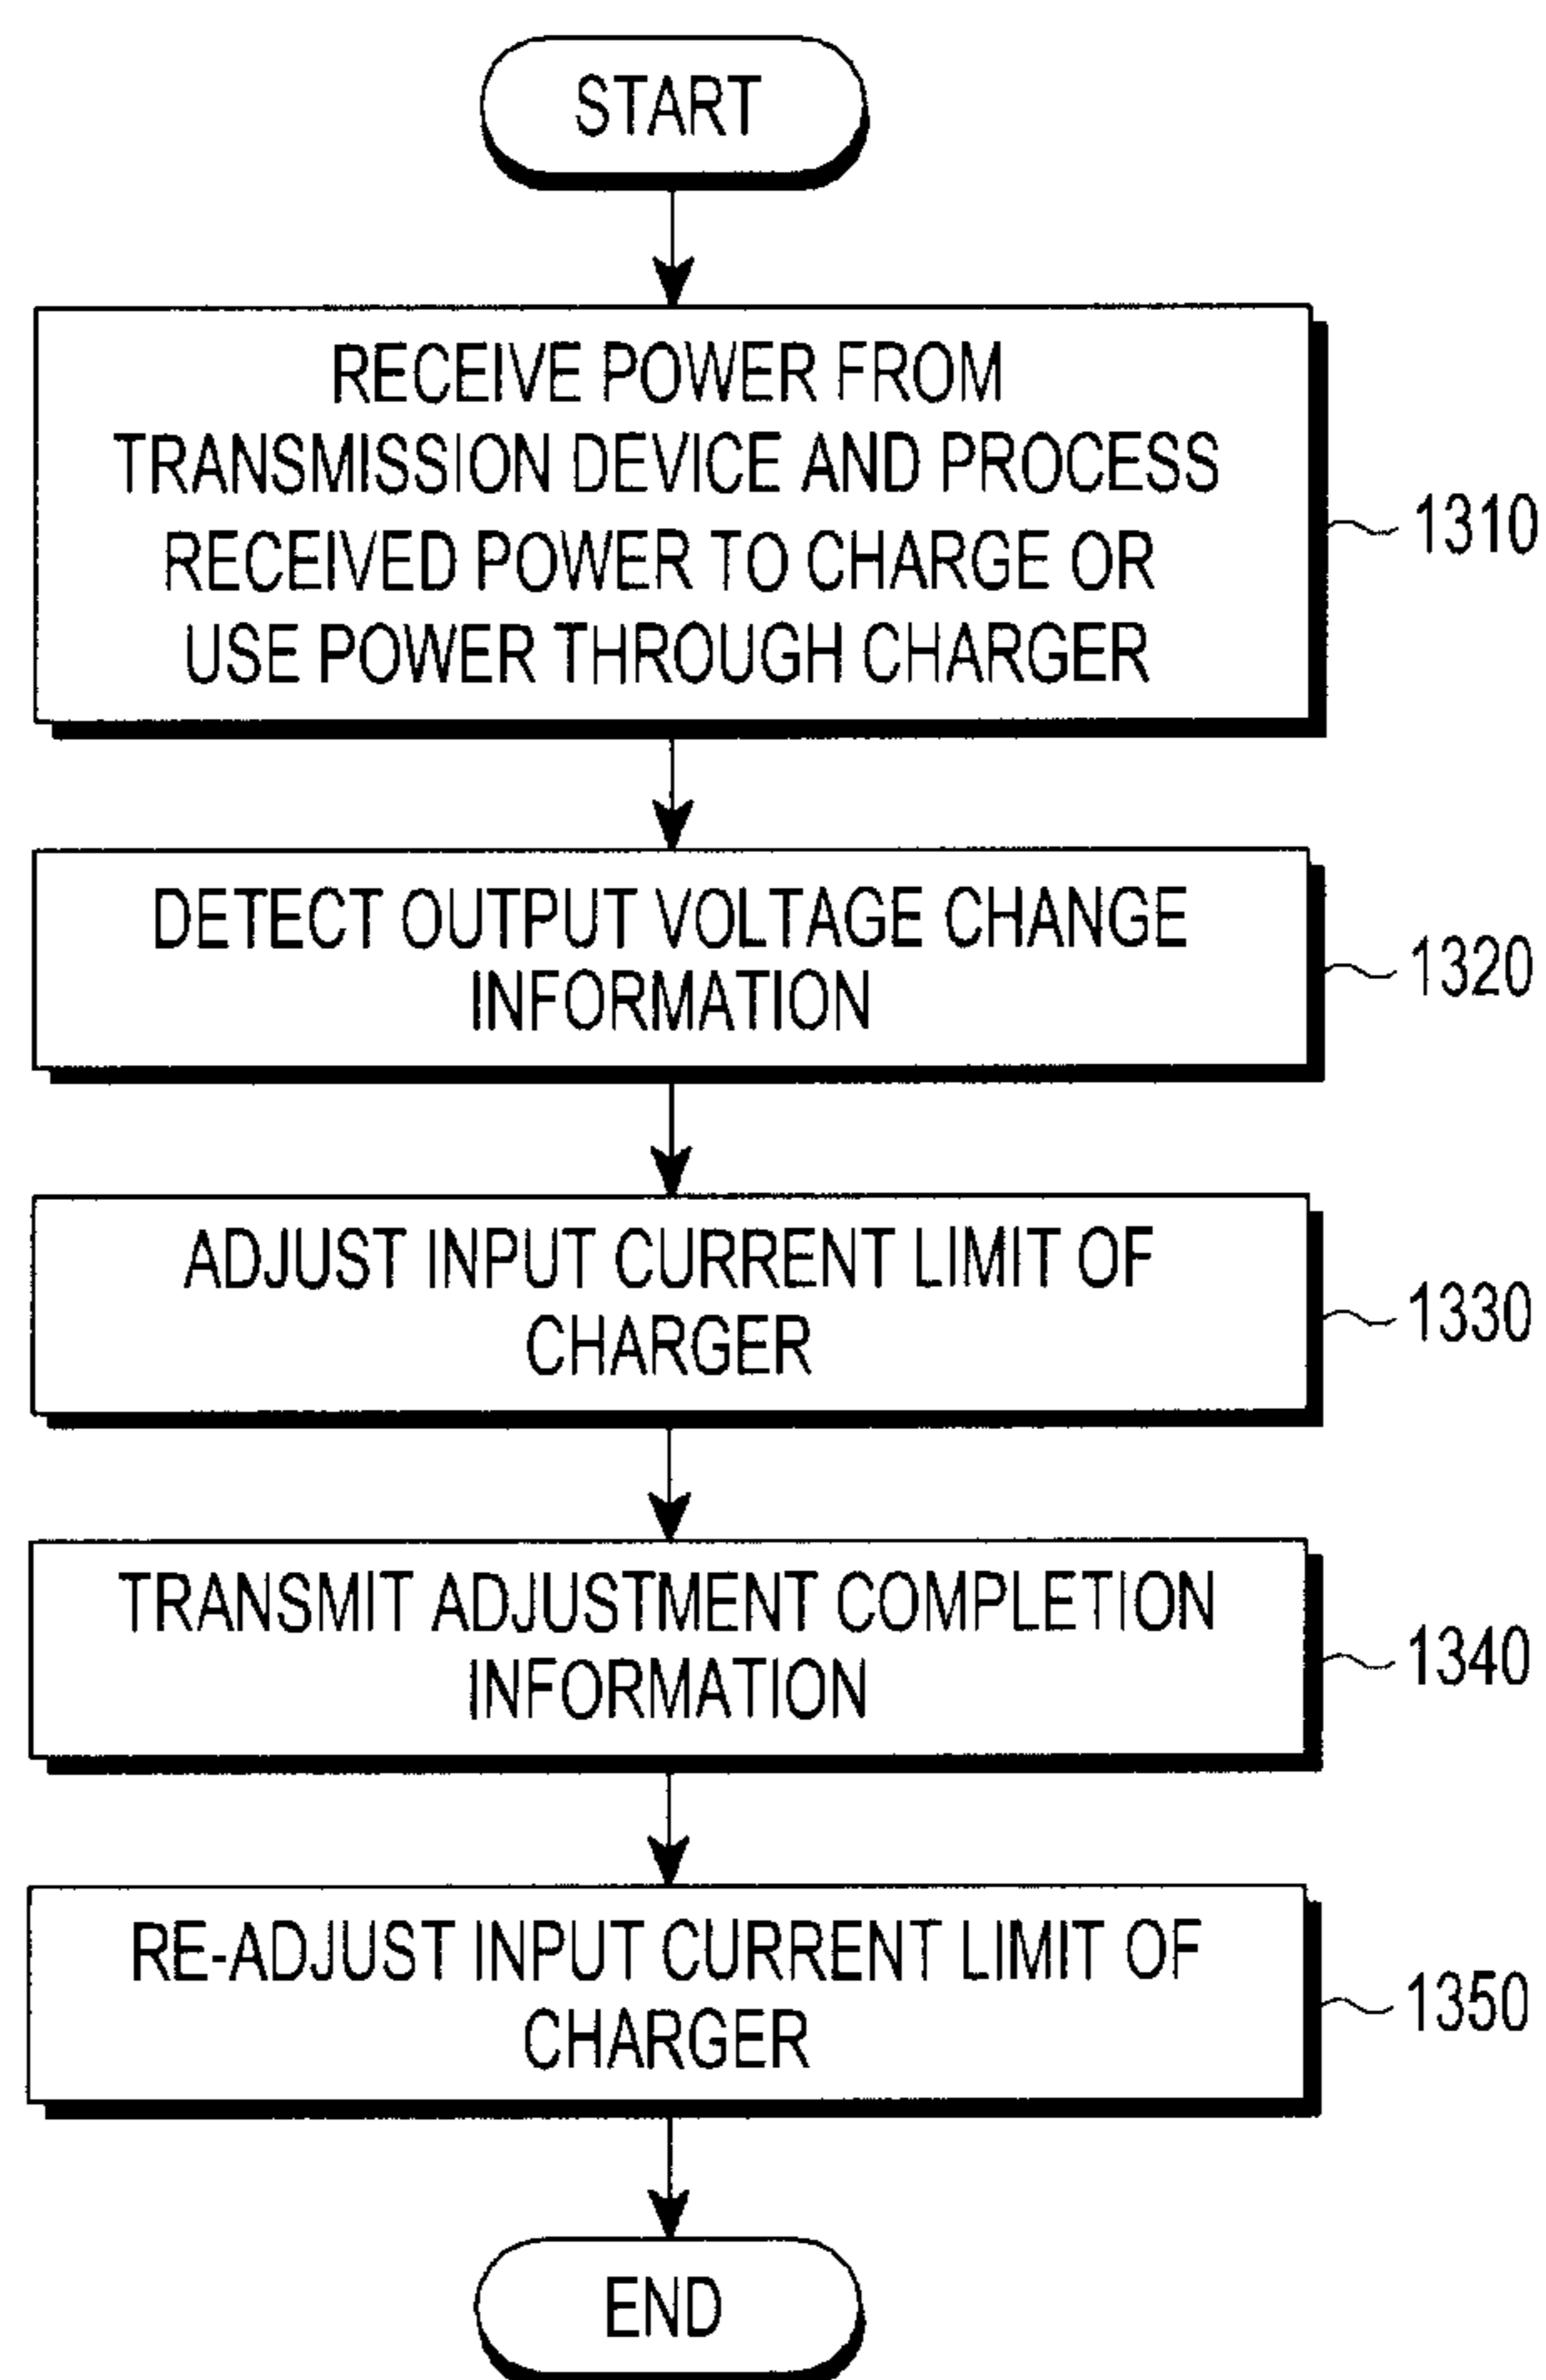 START
RECEIVE POWER FROM
TRANSMISSION DEVICE AND PROCESS
RECEIVED POWER TO CHARGE OR
USE POWER THROUGH CHARGER
1310
DETECT OUTPUT VOLTAGE CHANGE
INFORMATION
1320
ADJUST INPUT CURRENT LIMIT OF
CHARGER
1330
TRANSMIT ADJUSTMENT COMPLETION
INFORMATION
1340
RE-ADJUST INPUT CURRENT LIMIT OF
CHARGER
1350
END